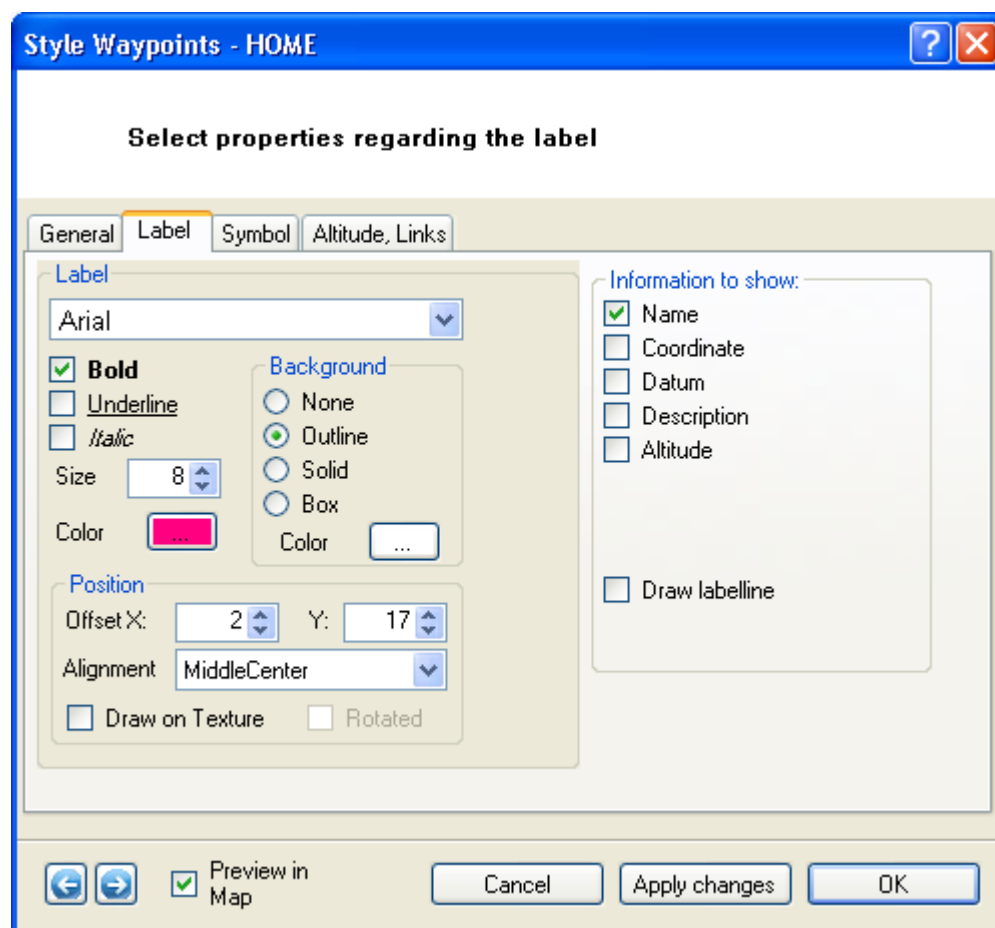 Style Waypoints - HOME
Select properties regarding the label
General Label Symbol Altitude, Links
Label
Arial
Bold
Underline
Italic
Size 8
Color ...
Background
None
Outline
Solid
Box
Color ...
Position
Offset X: 2 Y: 17
Alignment MiddleCenter
Draw on Texture Rotated
Information to show:
Name
Coordinate
Datum
Description
Altitude
Draw labelline
Preview in
Map
Cancel Apply changes OK